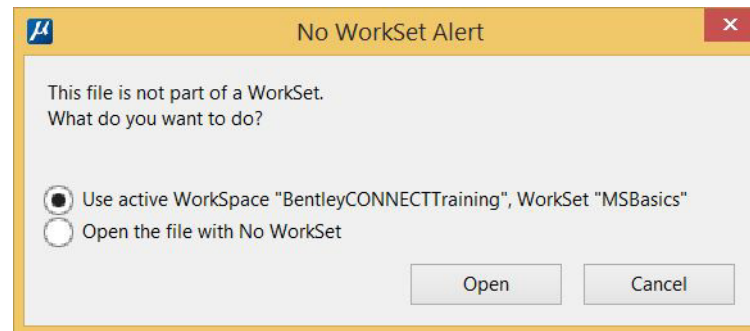 No WorkSet Alert
This file is not part of a WorkSet.
What do you want to do?
Use active WorkSpace "BentleyCONNECTTraining", WorkSet "MSBasics"
Open the file with No WorkSet
Open Cancel